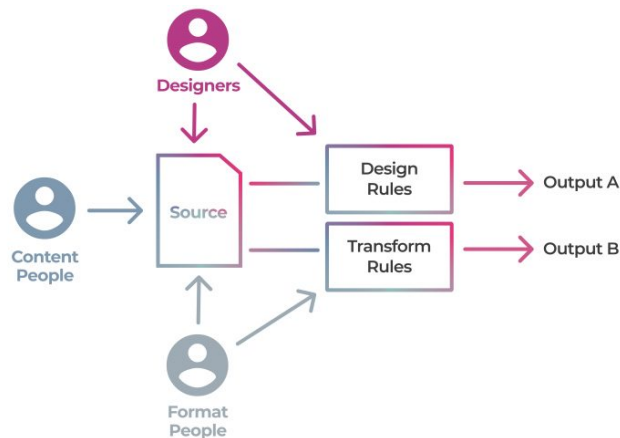 Designers
Design
Rules
Output A
Source
Content
People
Transform
Rules
Output B
Format
People